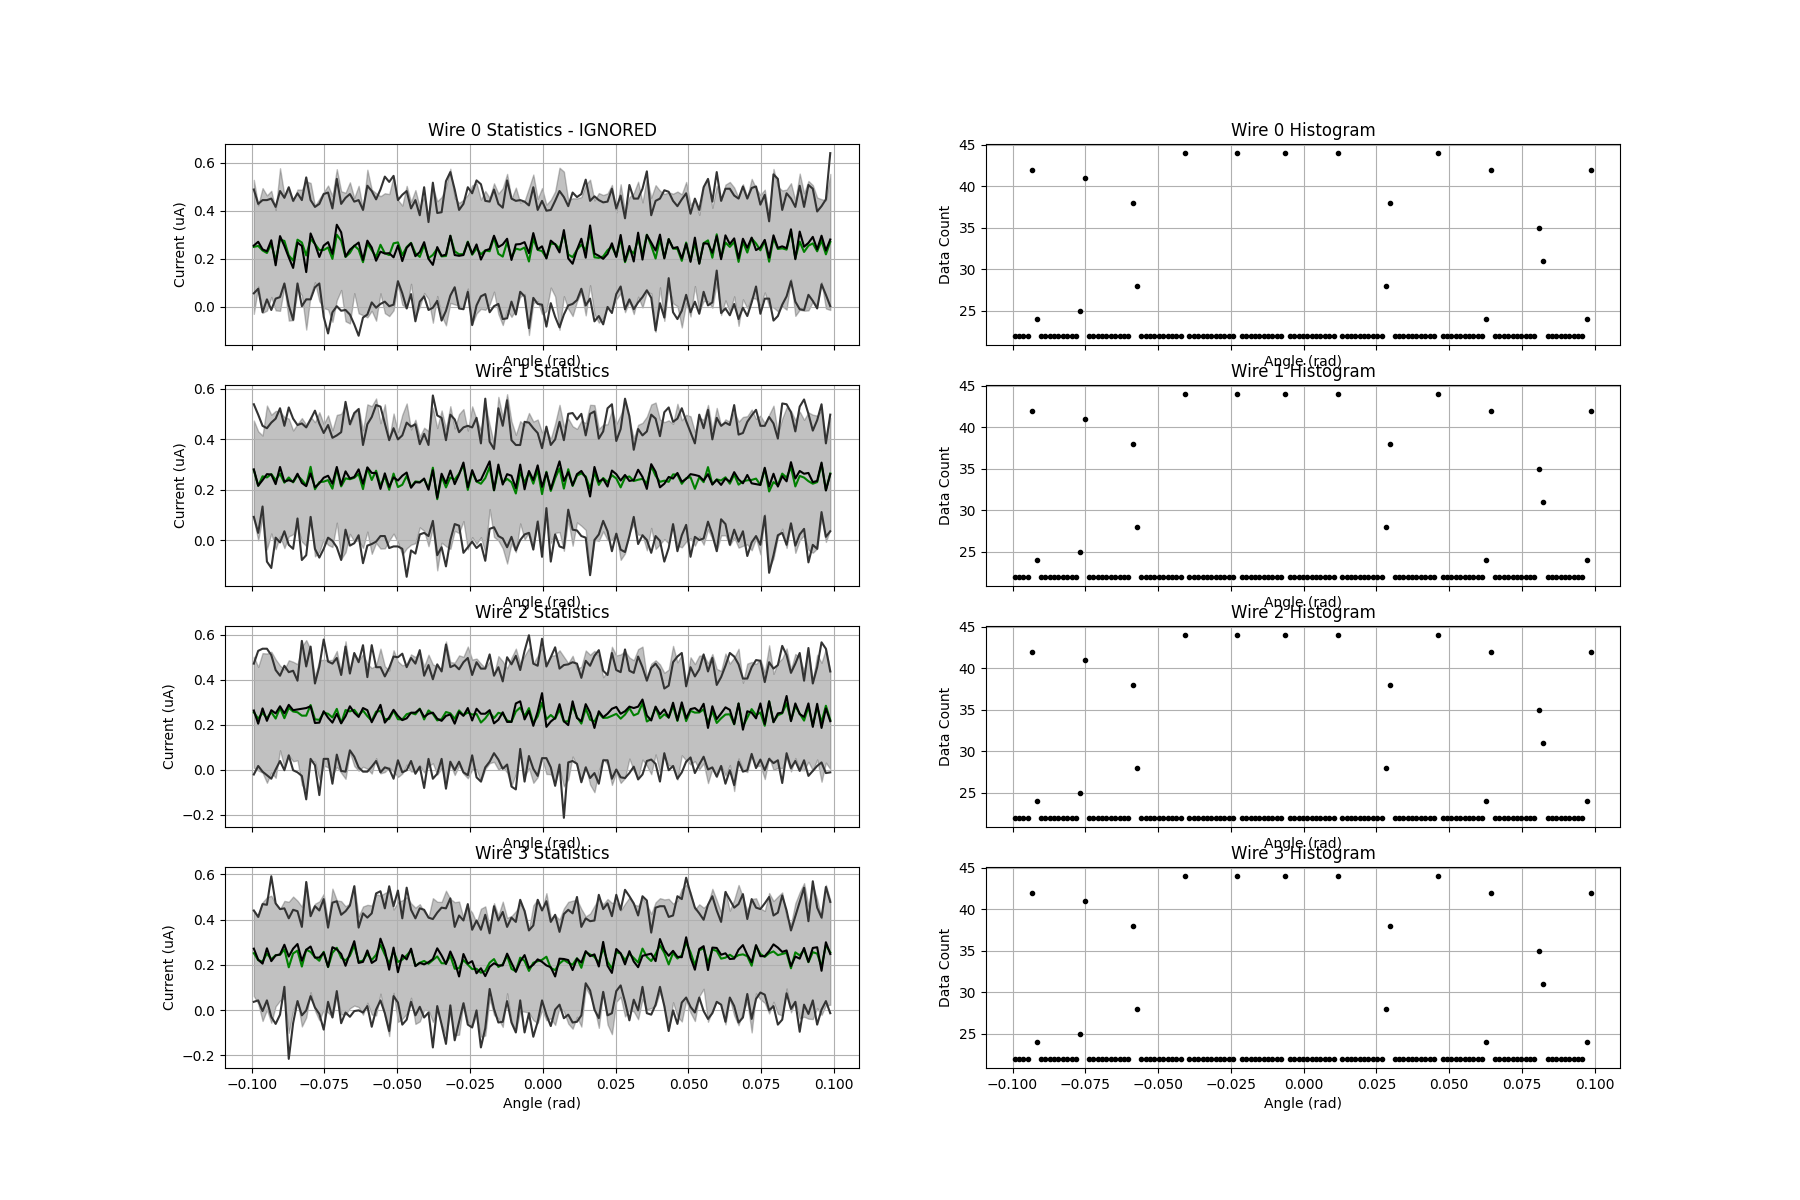 Wire 0 Statistics - IGNORED
Current (uA)
0.6
0.4
0.2
0.0
Angle (rad)
Wire 0 Histogram
Data Count
45
40
35
30
25
Angle (rad)
Wire 1 Statistics
Current (uA)
0.6
0.4
0.2
0.0
Angle (rad)
Wire 1 Histogram
Data Count
45
40
35
30
25
Angle (rad)
Wire 2 Statistics
Current (uA)
0.6
0.4
0.2
0.0
−0.2
Angle (rad)
Wire 2 Histogram
Data Count
45
40
35
30
25
Angle (rad)
Wire 3 Statistics
Current (uA)
0.6
0.4
0.2
0.0
−0.2
−0.100 −0.075 −0.050 −0.025 0.000 0.025 0.050 0.075 0.100
Angle (rad)
Wire 3 Histogram
Data Count
45
40
35
30
25
−0.100 −0.075 −0.050 −0.025 0.000 0.025 0.050 0.075 0.100
Angle (rad)